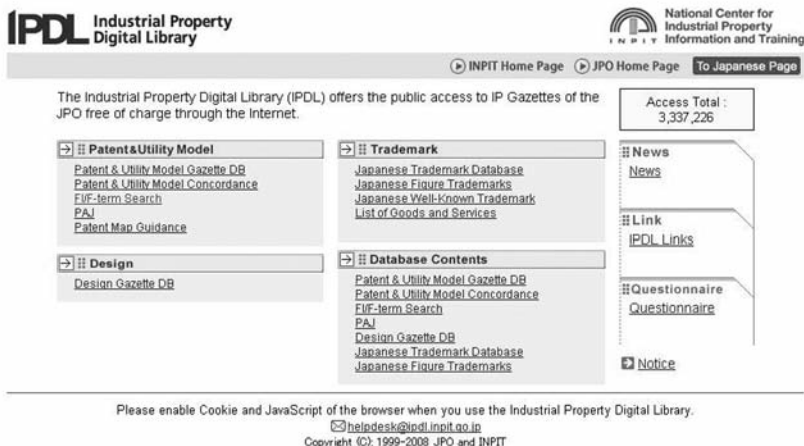 IPDL Industrial Property
Digital Library
National Center for
Industrial Property
Information and Training
INPIT
INPIT Home Page JPO Home Page To Japanese Page
The Industrial Property Digital Library (IPDL) offers the public access to IP Gazettes of the
JPO free of charge through the Internet.
Access Total :
3,337,226
Patent&Utility Model
Patent & Utility Model Gazette DB
Patent & Utility Model Concordance
FI/F-term Search
PAJ
Patent Map Guidance
Trademark
Japanese Trademark Database
Japanese Figure Trademarks
Japanese Well-Known Trademark
List of Goods and Services
Design
Design Gazette DB
Database Contents
Patent & Utility Model Gazette DB
Patent & Utility Model Concordance
FI/F-term Search
PAJ
Design Gazette DB
Japanese Trademark Database
Japanese Figure Trademarks
News
News
Link
IPDL Links
Questionnaire
Questionnaire
Notice
Please enable Cookie and JavaScript of the browser when you use the Industrial Property Digital Library.
helpdesk@ipdl.inpit.go.jp
Copyright (C); 1999-2008 JPO and INPIT